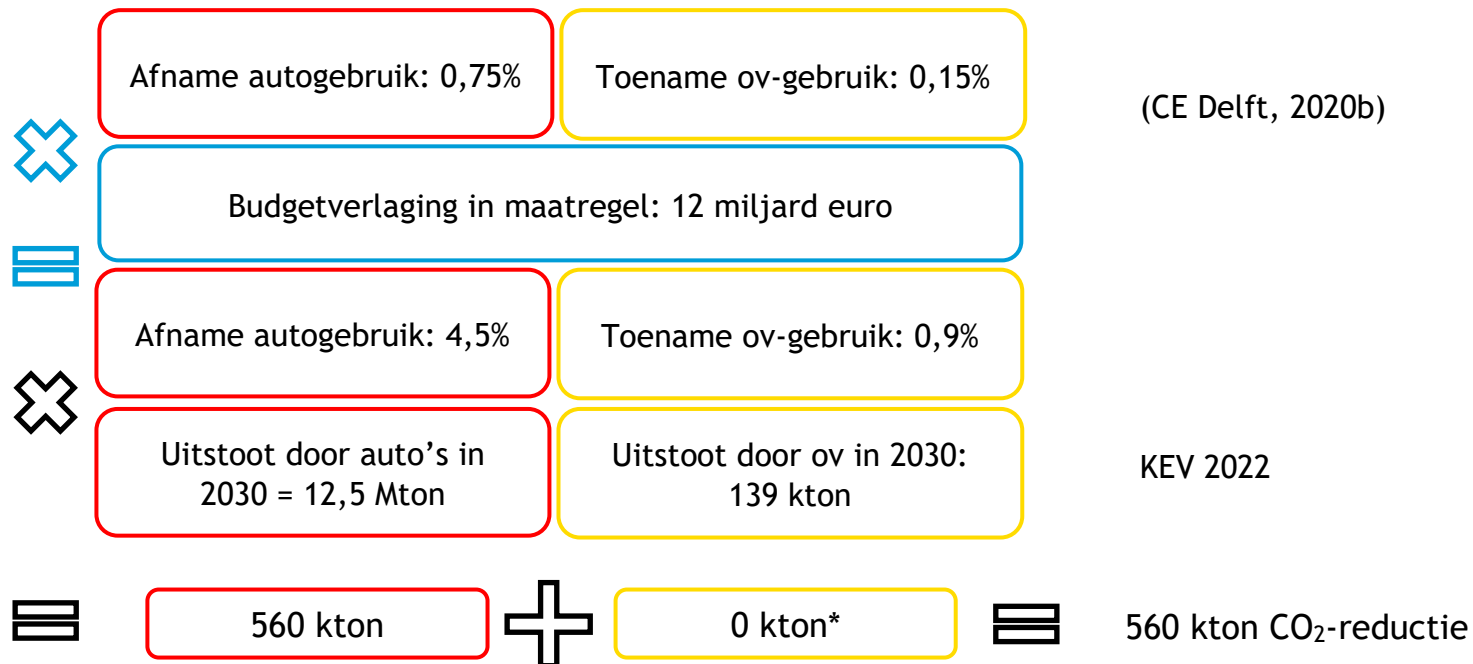 Afname autogebruik: 0,75%
Toename ov-gebruik: 0,15%
(CE Delft, 2020b)
Budgetverlaging in maatregel: 12 miljard euro
Afname autogebruik: 4,5%
Toename ov-gebruik: 0,9%
Uitstoot door auto's in
2030 = 12,5 Mton
Uitstoot door ov in 2030:
139 kton
KEV 2022
560 kton
0 kton*
560 kton CO₂-reductie